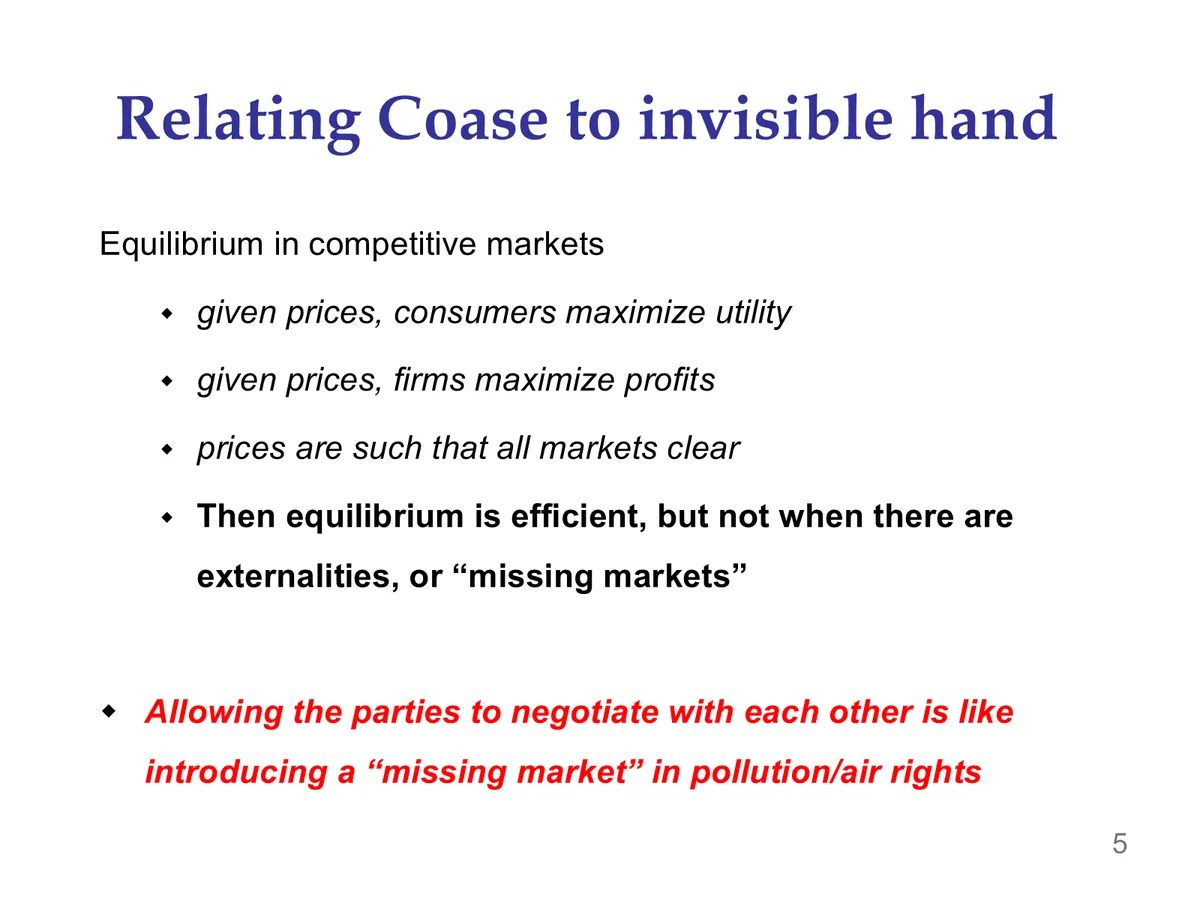 Relating Coase to invisible hand
Equilibrium in competitive markets
given prices, consumers maximize utility
given prices, firms maximize profits
prices are such that all markets clear
Then equilibrium is efficient, but not when there are
externalities, or “missing markets”
Allowing the parties to negotiate with each other is like
introducing a “missing market” in pollution/air rights
5